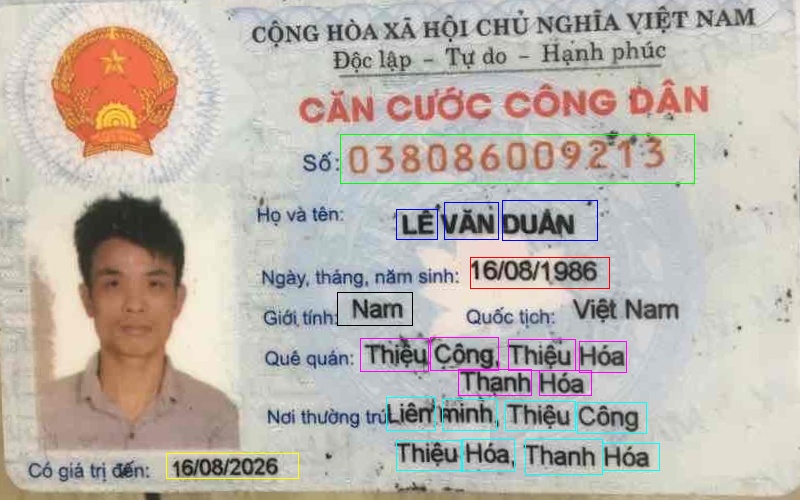 CỘNG HÒA XÃ HỘI CHỦ NGHĨA VIỆT NAM
Độc lập - Tự do - Hạnh phúc
CĂN CƯỚC CÔNG DÂN
Số: 038086009213
Họ và tên: LÊ VĂN DUẨN
Ngày, tháng, năm sinh: 16/08/1986
Giới tính: Nam Quốc tịch: Việt Nam
Quê quán: Thiệu Công, Thiệu Hóa
Thanh Hóa
Nơi thường trú: Liên minh, Thiệu Công
Thiệu Hóa, Thanh Hóa
Có giá trị đến: 16/08/2026